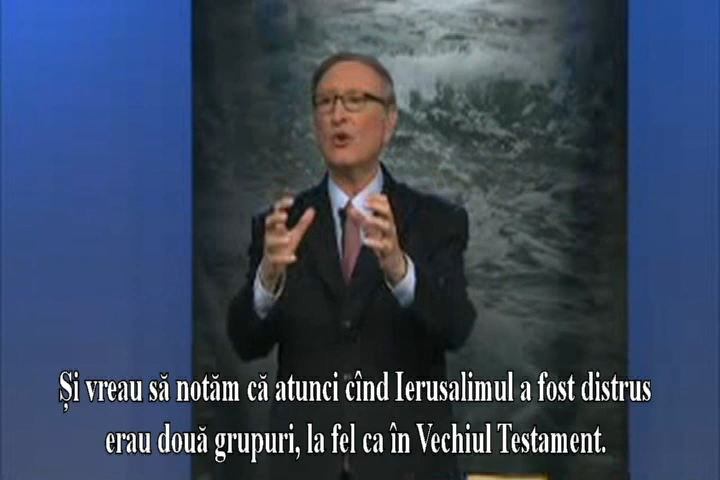 Și vreau să notăm că atunci cînd Ierusalimul a fost distrus
erau două grupuri, la fel ca în Vechiul Testament.